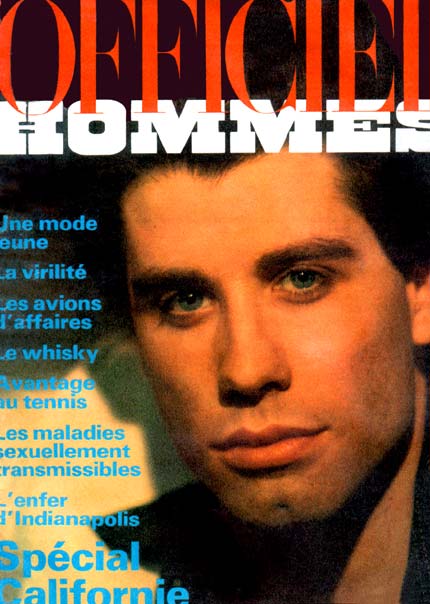 'OFFICIEL
HOMMES
Une mode
jeune
La virilité
Les avions
d'affaires
Le whisky
Avantage
au tennis
Les maladies
sexuellement
transmissibles
L'enfer
d'Indianapolis
Spécial
Californie